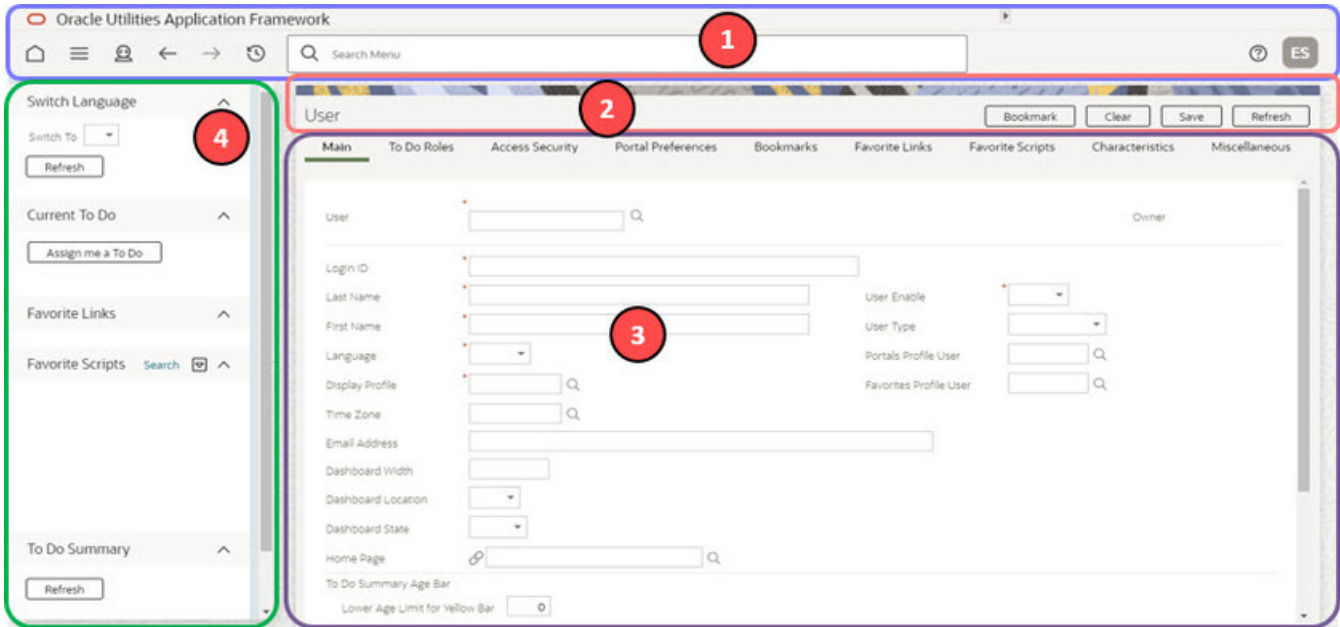 Oracle Utilities Application Framework
Search Menu
1
ES
Switch Language
Switch To
4
Refresh
Current To Do
Assign me a To Do
Favorite Links
Favorite Scripts Search
To Do Summary
Refresh
2
User
Bookmark Clear Save Refresh
Main To Do Roles Access Security Portal Preferences Bookmarks Favorite Links Favorite Scripts Characteristics Miscellaneous
User * Owner
Login ID *
Last Name * User Enable *
First Name * User Type
3
Language * Portals Profile User
Display Profile * Favorites Profile User
Time Zone
Email Address
Dashboard Width
Dashboard Location
Dashboard State
Home Page
To Do Summary Age Bar
Lower Age Limit for Yellow Bar 0